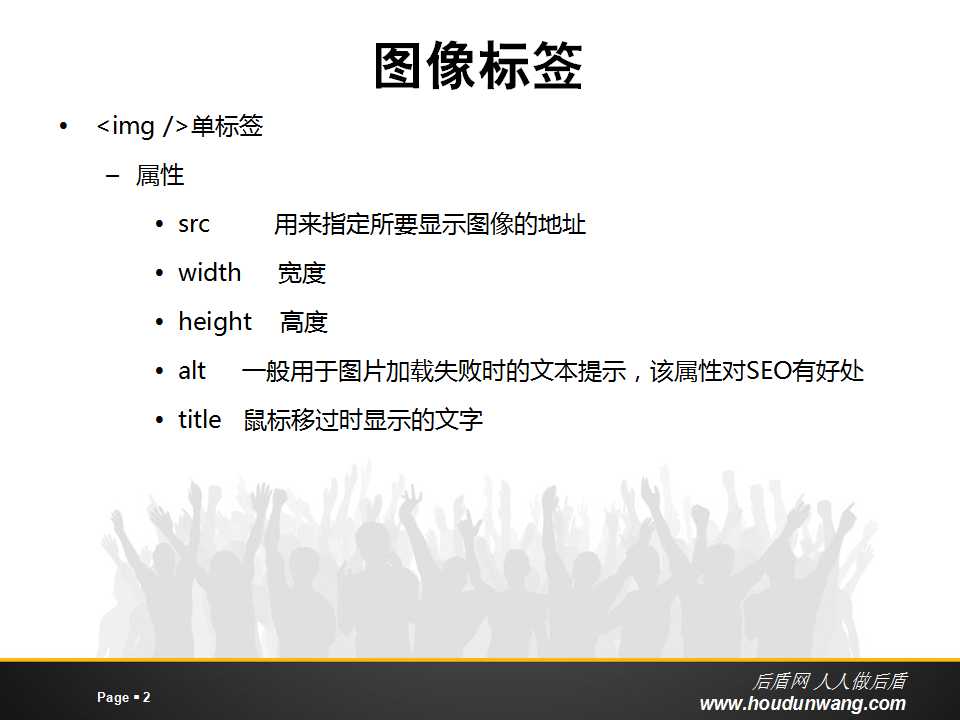 图像标签
• <img />单标签
– 属性
• src 用来指定所要显示图像的地址
• width 宽度
• height 高度
• alt 一般用于图片加载失败时的文本提示，该属性对SEO有好处
• title 鼠标移过时显示的文字
后盾网 人人做后盾
Page ▪ 2
www.houdunwang.com